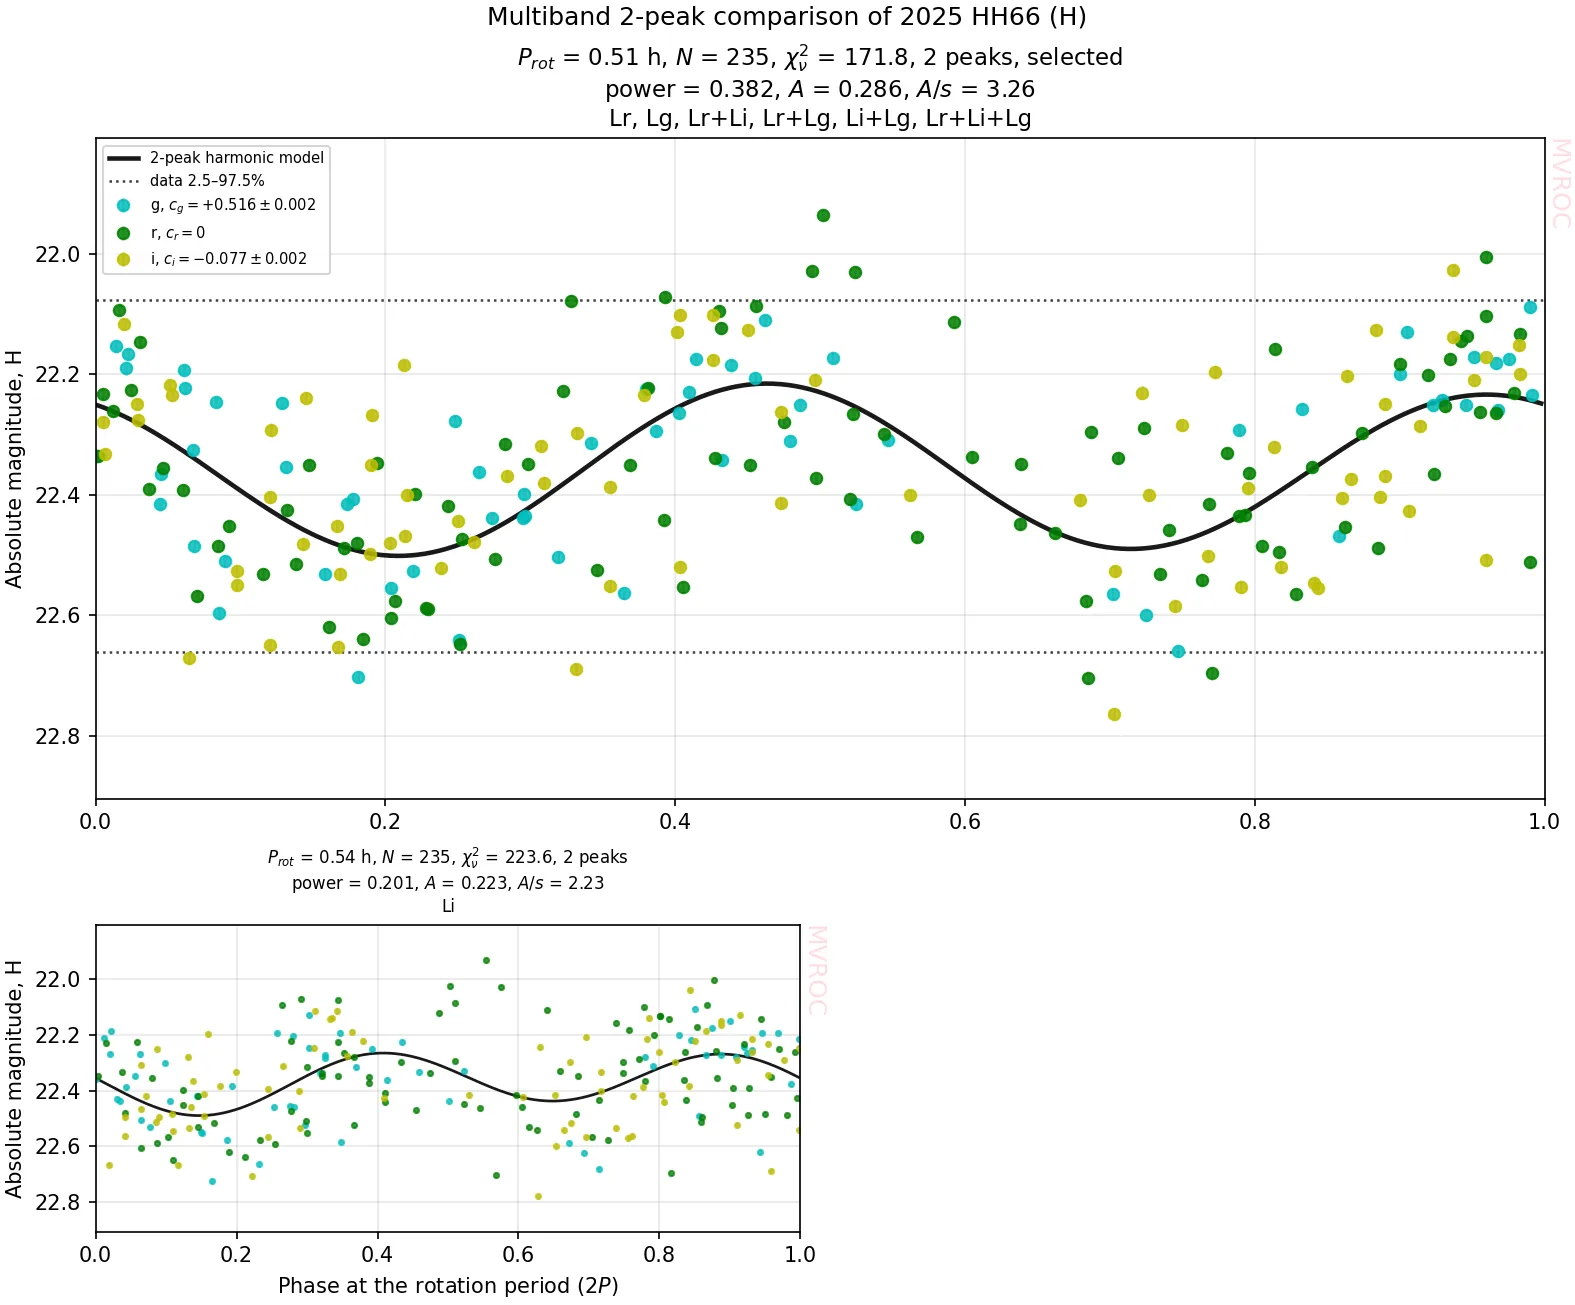 Multiband 2-peak comparison of 2025 HH66 (H)
P_rot = 0.51 h, N = 235, χ²_ν = 171.8, 2 peaks, selected
power = 0.382, A = 0.286, A/s = 3.26
Lr, Lg, Lr+Li, Lr+Lg, Li+Lg, Lr+Li+Lg
2-peak harmonic model
data 2.5–97.5%
g, c_g = +0.516 ± 0.002
r, c_r = 0
i, c_i = −0.077 ± 0.002
MVROC
Absolute magnitude, H
22.0
22.2
22.4
22.6
22.8
0.0 0.2 0.4 0.6 0.8 1.0
P_rot = 0.54 h, N = 235, χ²_ν = 223.6, 2 peaks
power = 0.201, A = 0.223, A/s = 2.23
Li
MVROC
Absolute magnitude, H
22.0
22.2
22.4
22.6
22.8
0.0 0.2 0.4 0.6 0.8 1.0
Phase at the rotation period (2P)